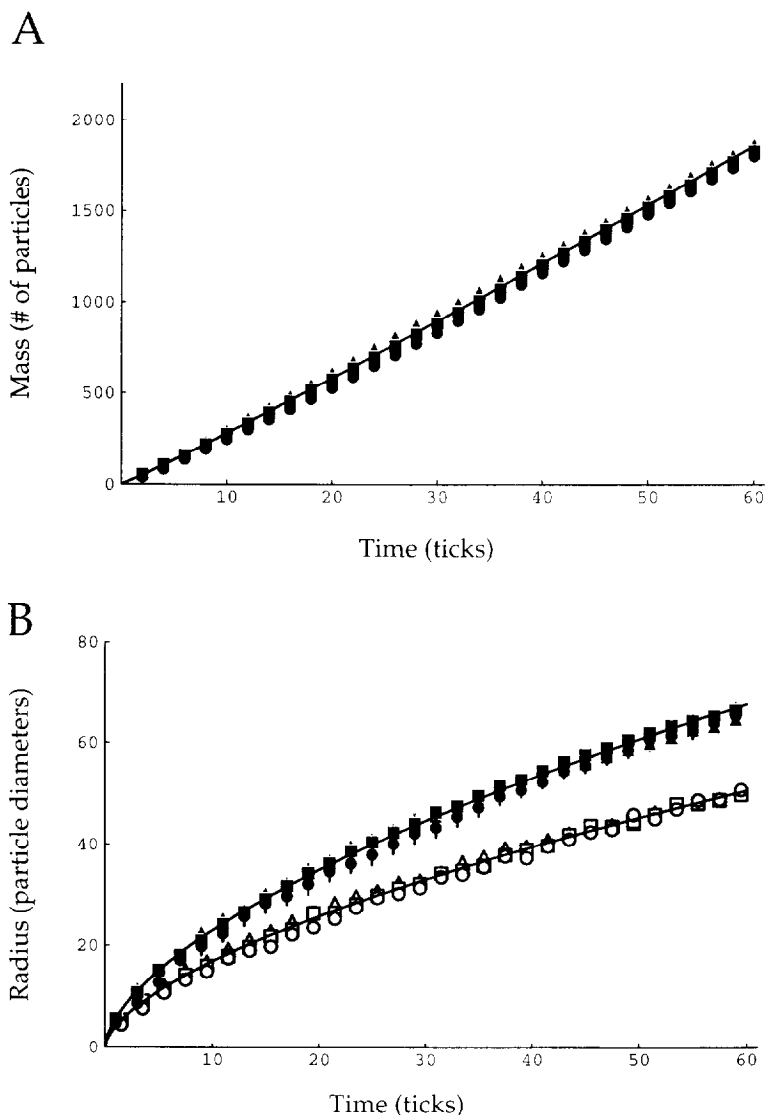 A
2000
1500
1000
500
0
10 20 30 40 50 60
Mass (# of particles)
Time (ticks)
B
80
60
40
20
0
10 20 30 40 50 60
Radius (particle diameters)
Time (ticks)